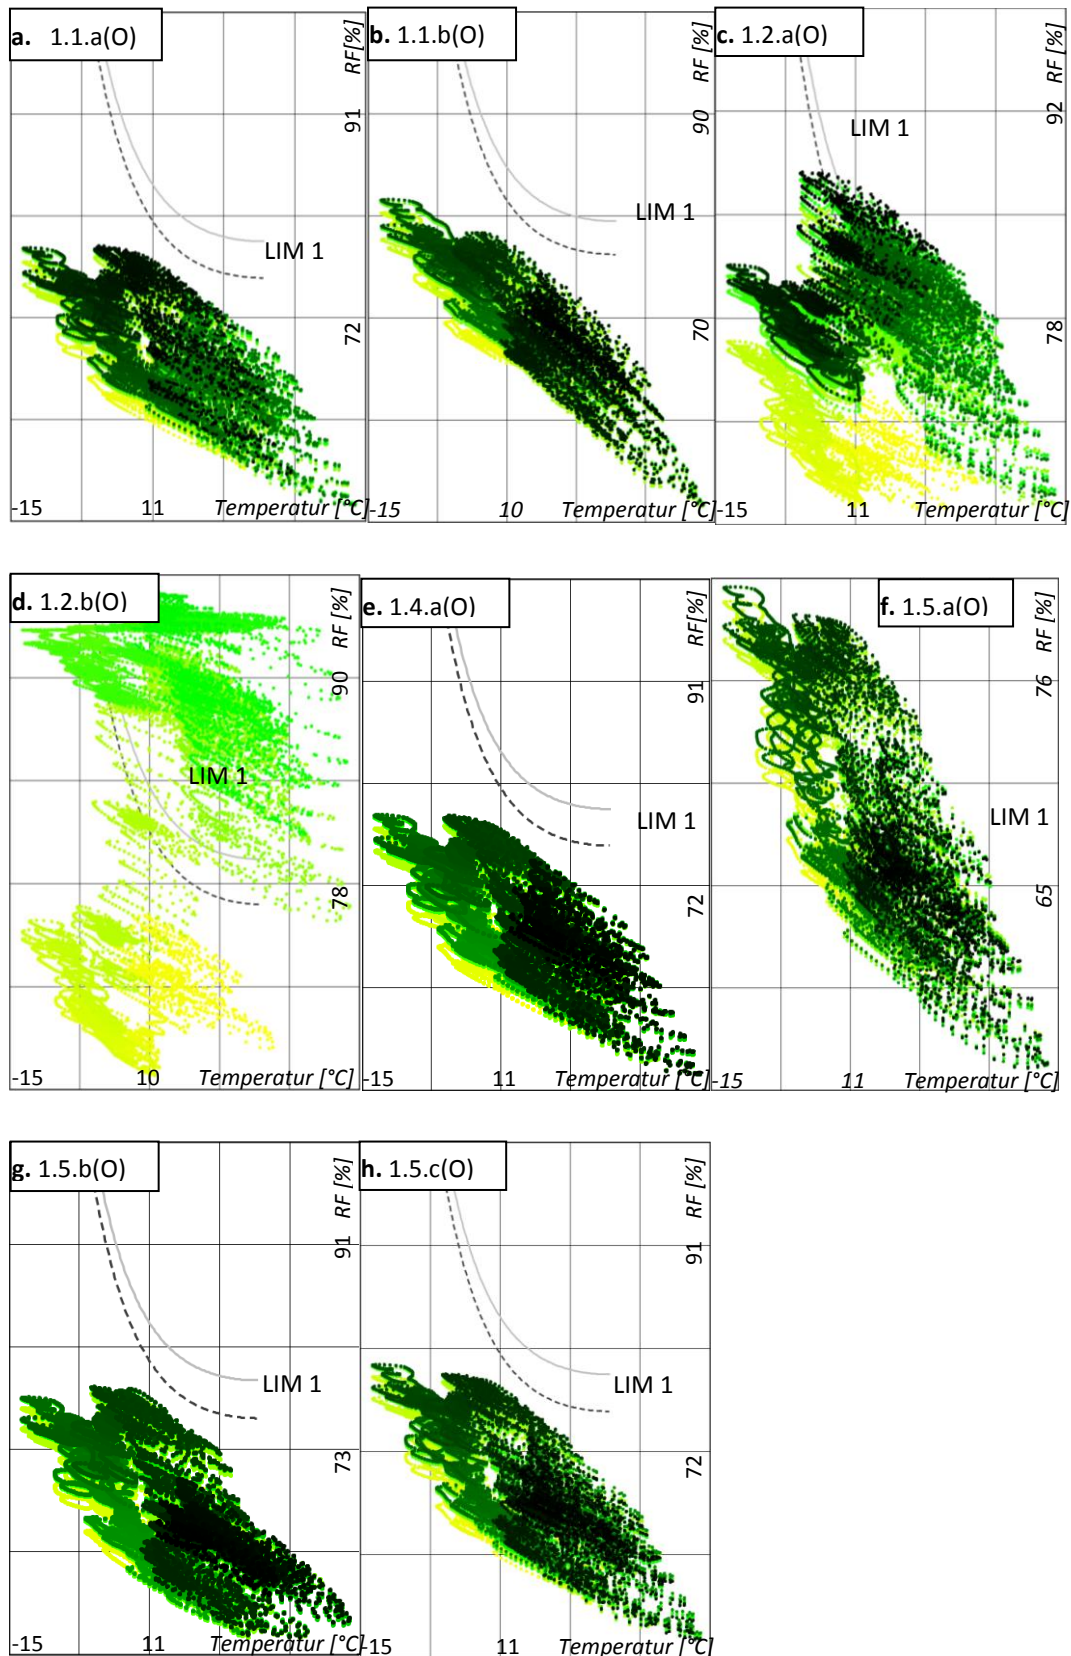 a. 1.1.a(O)
RF[%]
91
LIM 1
72
-15
11
Temperatur [°C]
b. 1.1.b(O)
RF [%]
90
LIM 1
70
-15
10
Temperatur [°C]
c. 1.2.a(O)
RF [%]
92
LIM 1
78
-15
11
Temperatur [°C]
d. 1.2.b(O)
RF [%]
90
LIM 1
78
-15
10
Temperatur [°C]
e. 1.4.a(O)
RF[%]
91
LIM 1
72
-15
11
Temperatur [°C]
f. 1.5.a(O)
RF [%]
76
LIM 1
65
-15
11
Temperatur [°C]
g. 1.5.b(O)
RF [%]
91
LIM 1
73
-15
11
Temperatur [°C]
h. 1.5.c(O)
RF [%]
91
LIM 1
72
-15
11
Temperatur [°C]